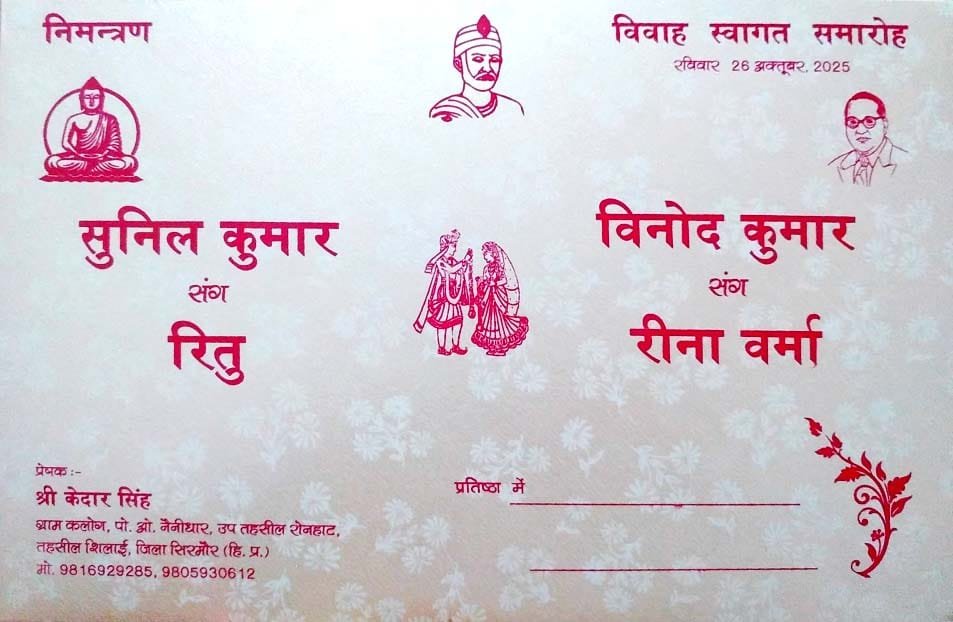 निमन्त्रण
विवाह स्वागत समारोह
रविवार 26 अक्तूबर, 2025
सुनिल कुमार
संग
रितु
विनोद कुमार
संग
रीना वर्मा
प्रेषक :-
श्री केदार सिंह
ग्राम कलोग, पो. ओ. नैनीधार, उप तहसील रोनहाट,
तहसील शिलाई, जिला सिरमौर (हि. प्र.)
मो. 9816929285, 9805930612
प्रतिष्ठा में